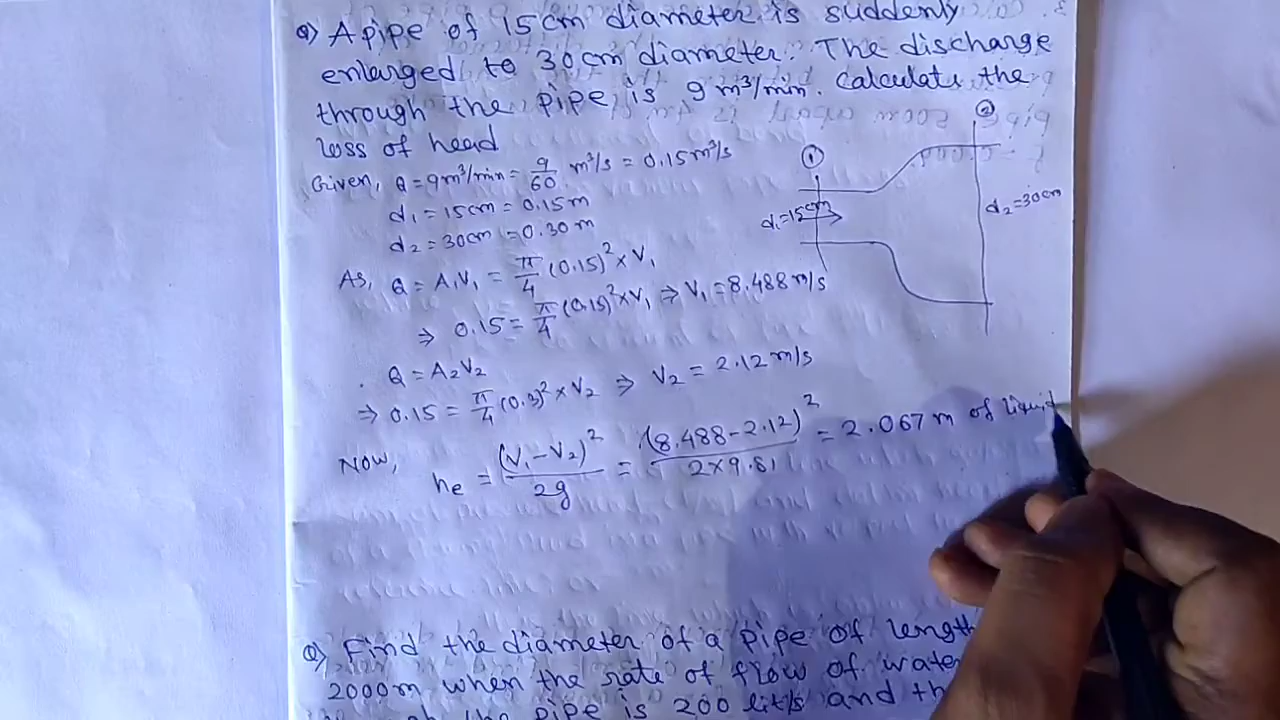 Q) A pipe of 15cm diameter is suddenly
enlarged to 30cm diameter. The discharge
through the pipe is 9 m³/min. Calculate the
loss of head
Given, Q = 9m³/min = 9/60 m³/s = 0.15 m³/s
d₁ = 15cm = 0.15m
d₂ = 30cm = 0.30m
As, Q = A₁V₁ = π/4 (0.15)² × V₁
⇒ 0.15 = π/4 (0.15)² × V₁ ⇒ V₁ = 8.488 m/s
Q = A₂V₂
⇒ 0.15 = π/4 (0.3)² × V₂ ⇒ V₂ = 2.12 m/s
Now, he = (V₁-V₂)²/2g = (8.488-2.12)²/2×9.81 = 2.067 m of liquid
①
②
d₁=15cm
d₂=30cm
Q) Find the diameter of a pipe of length
2000m when the rate of flow of water
the pipe is 200 lit/s and